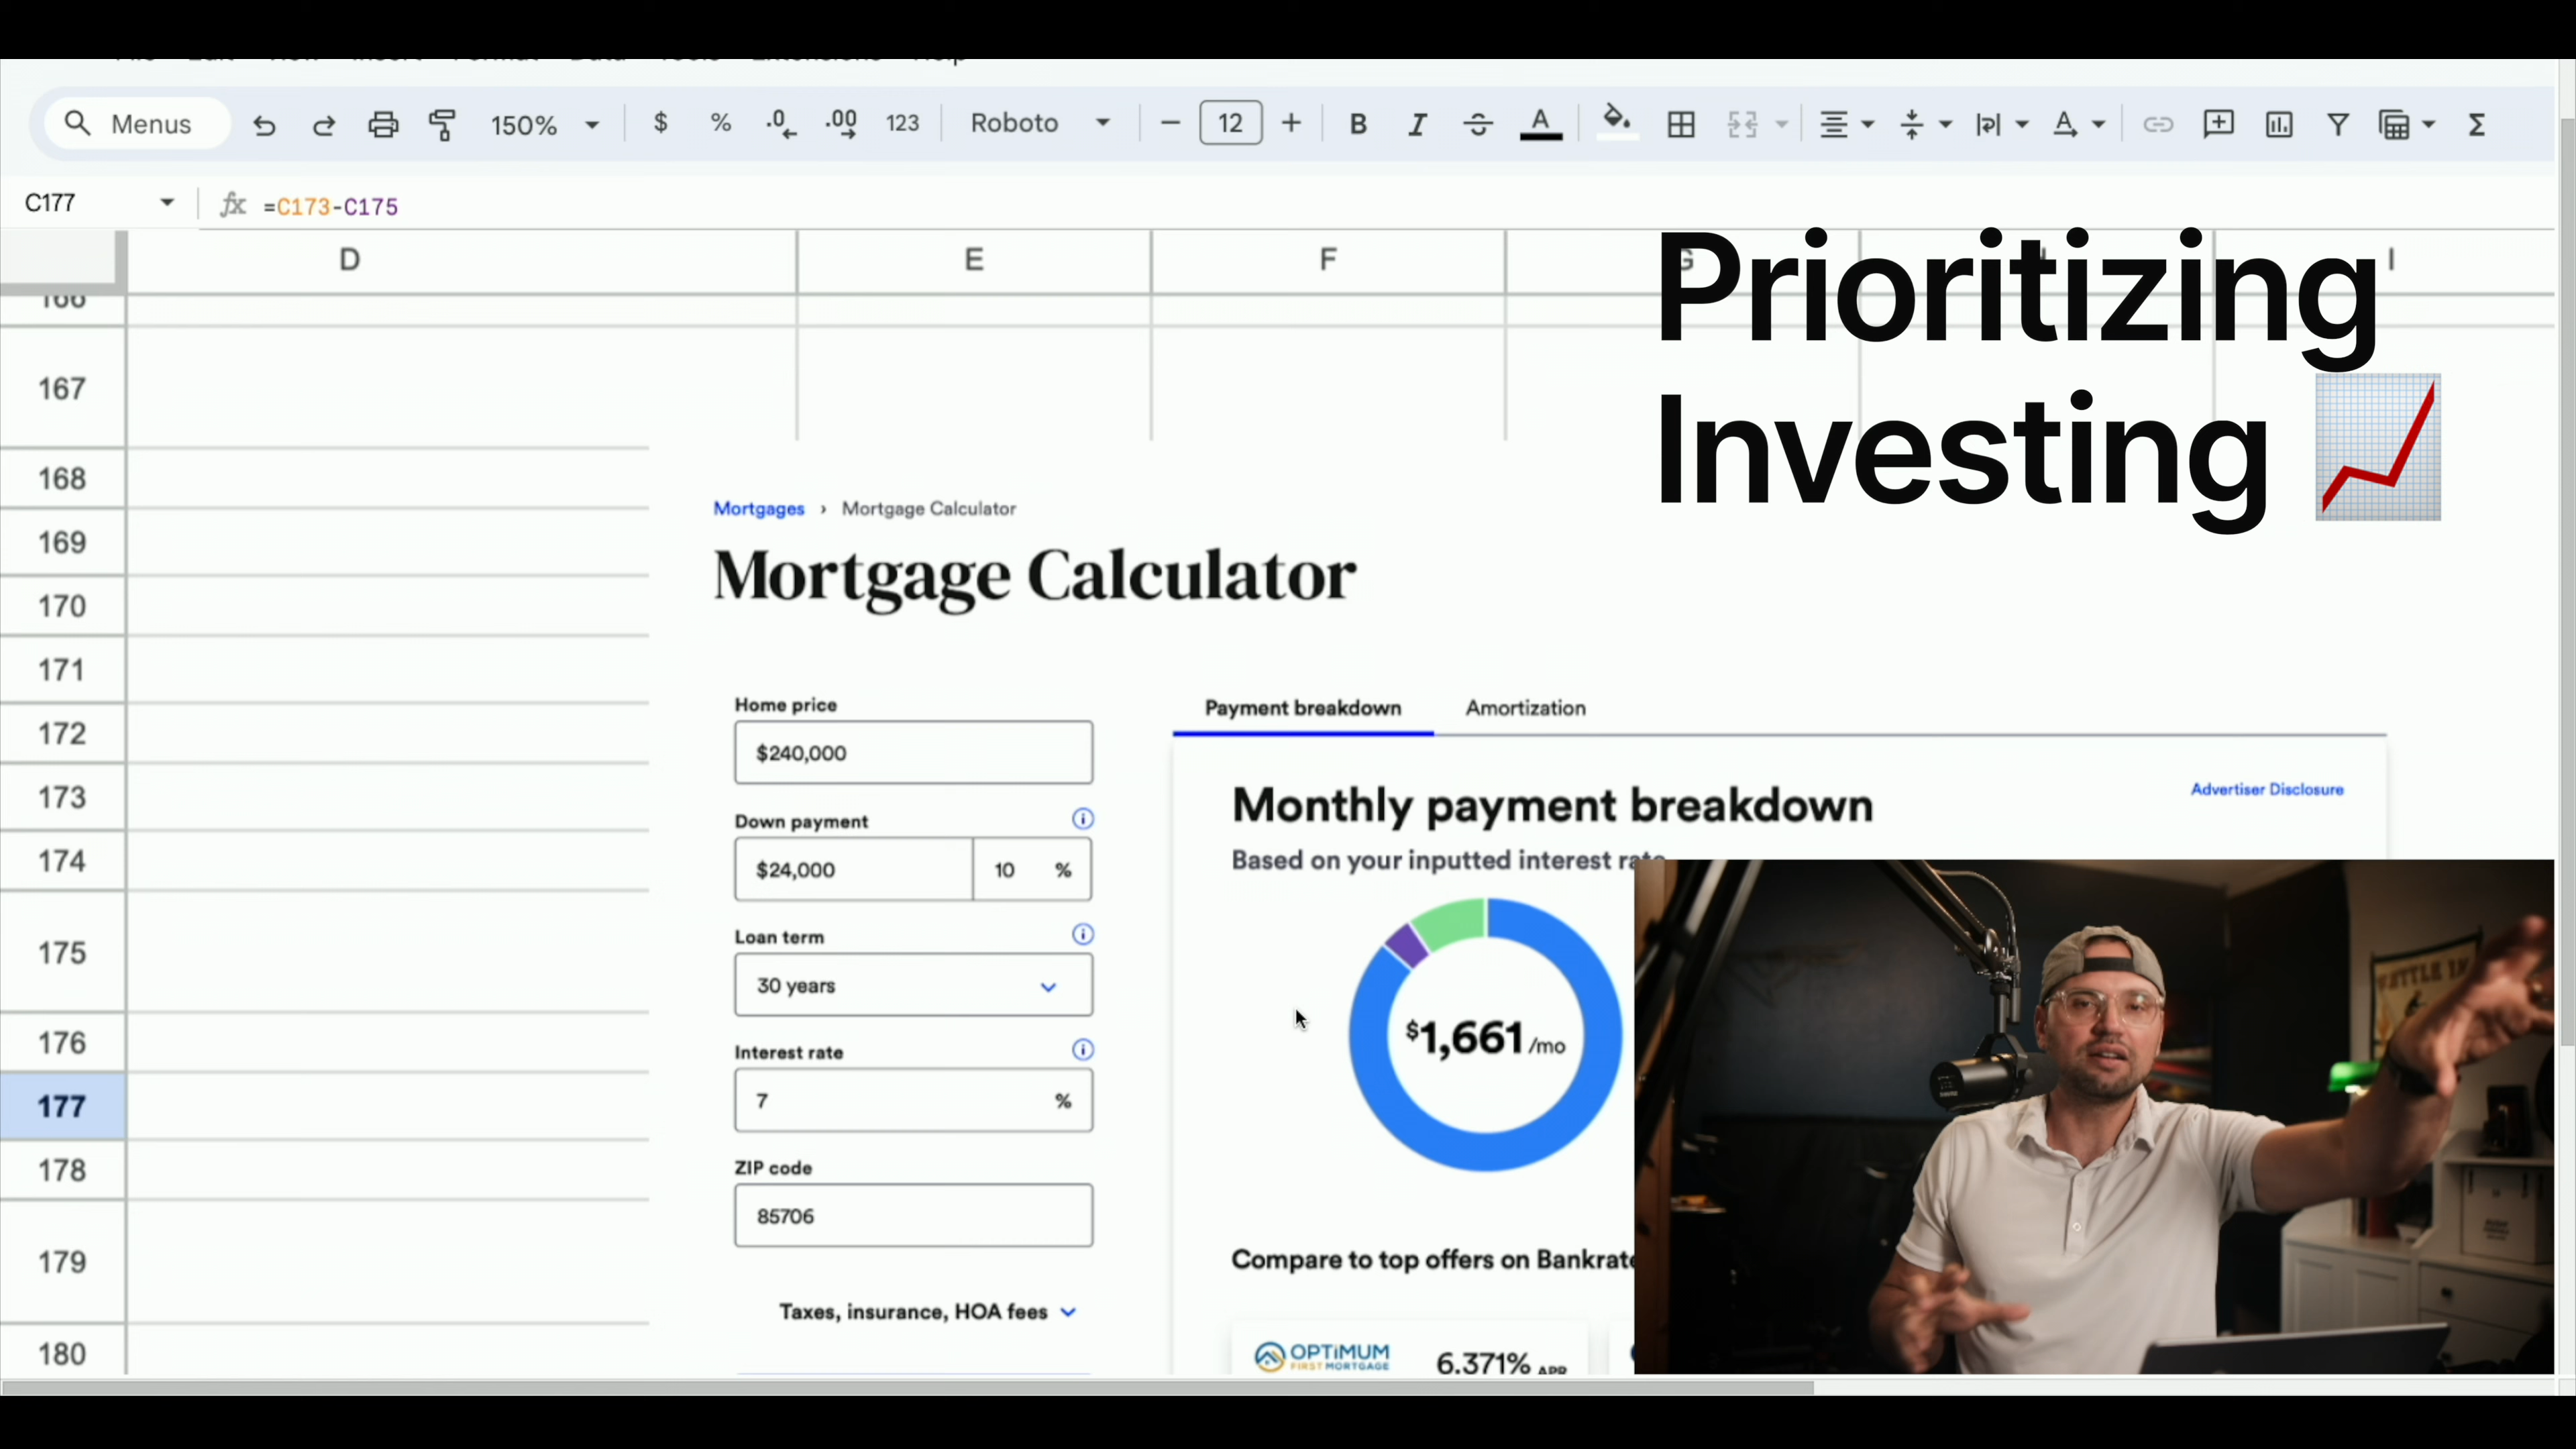 Menus
150%
$
%
.0
.00
123
Roboto
12
B
I
A
A
Σ
C177
fx
=C173-C175
D
E
F
G
I
Prioritizing
Investing
167
168
169
170
171
172
173
174
175
176
177
178
179
180
Mortgages › Mortgage Calculator
Mortgage Calculator
Home price
$240,000
Down payment
$24,000 10 %
Loan term
30 years
Interest rate
7 %
ZIP code
85706
Taxes, insurance, HOA fees
Payment breakdown Amortization
Monthly payment breakdown
Advertiser Disclosure
Based on your inputted interest rate
$1,661 /mo
Compare to top offers on Bankrate
OPTIMUM
FIRST MORTGAGE
6.371% APR